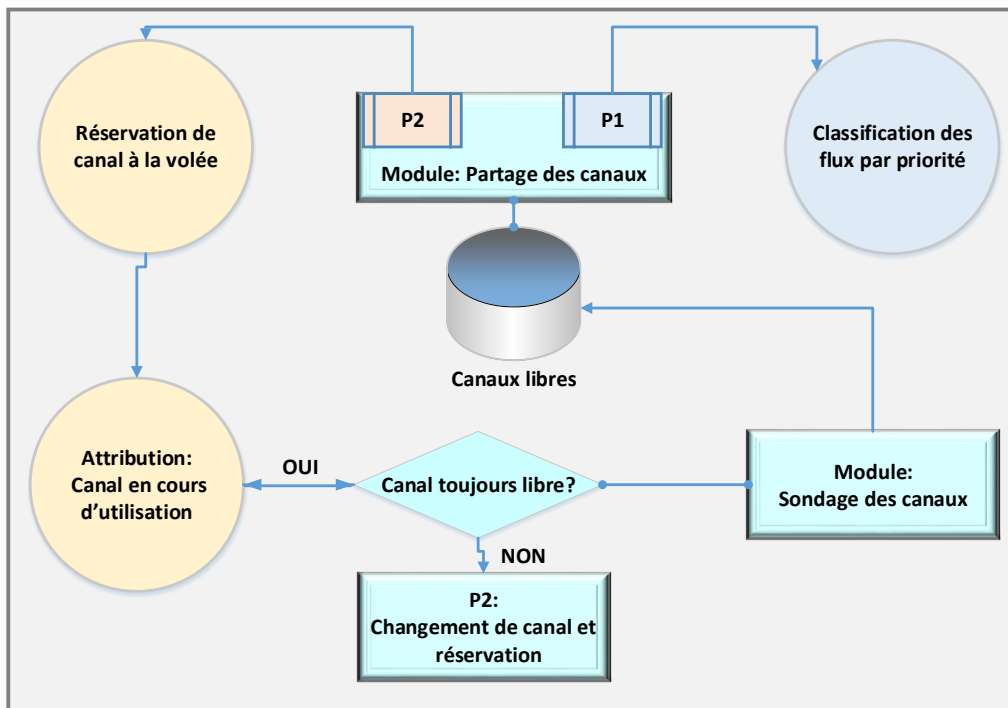 P2
P1
Réservation de
canal à la volée
Classification des
flux par priorité
Module: Partage des canaux
Canaux libres
Attribution:
Canal en cours
d’utilisation
OUI
Canal toujours libre?
Module:
Sondage des canaux
NON
P2:
Changement de canal et
réservation